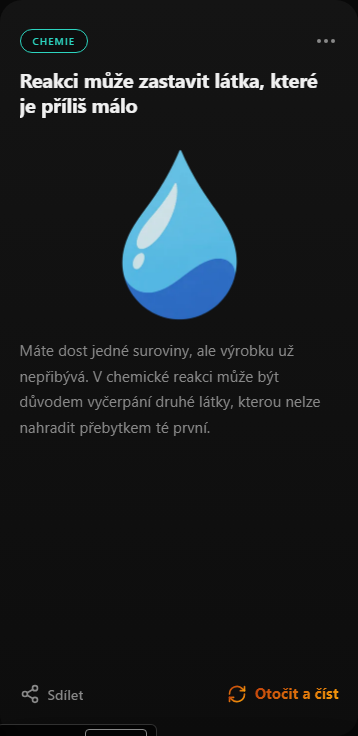 CHEMIE
Reakci může zastavit látka, které
je příliš málo
Máte dost jedné suroviny, ale výrobku už
nepřibývá. V chemické reakci může být
důvodem vyčerpání druhé látky, kterou nelze
nahradit přebytkem té první.
Sdílet
Otočit a číst